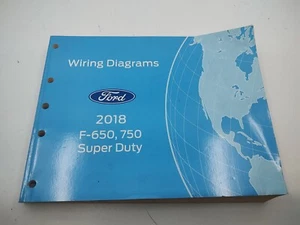 Wiring Diagrams
Ford
2018
F-650, 750
Super Duty